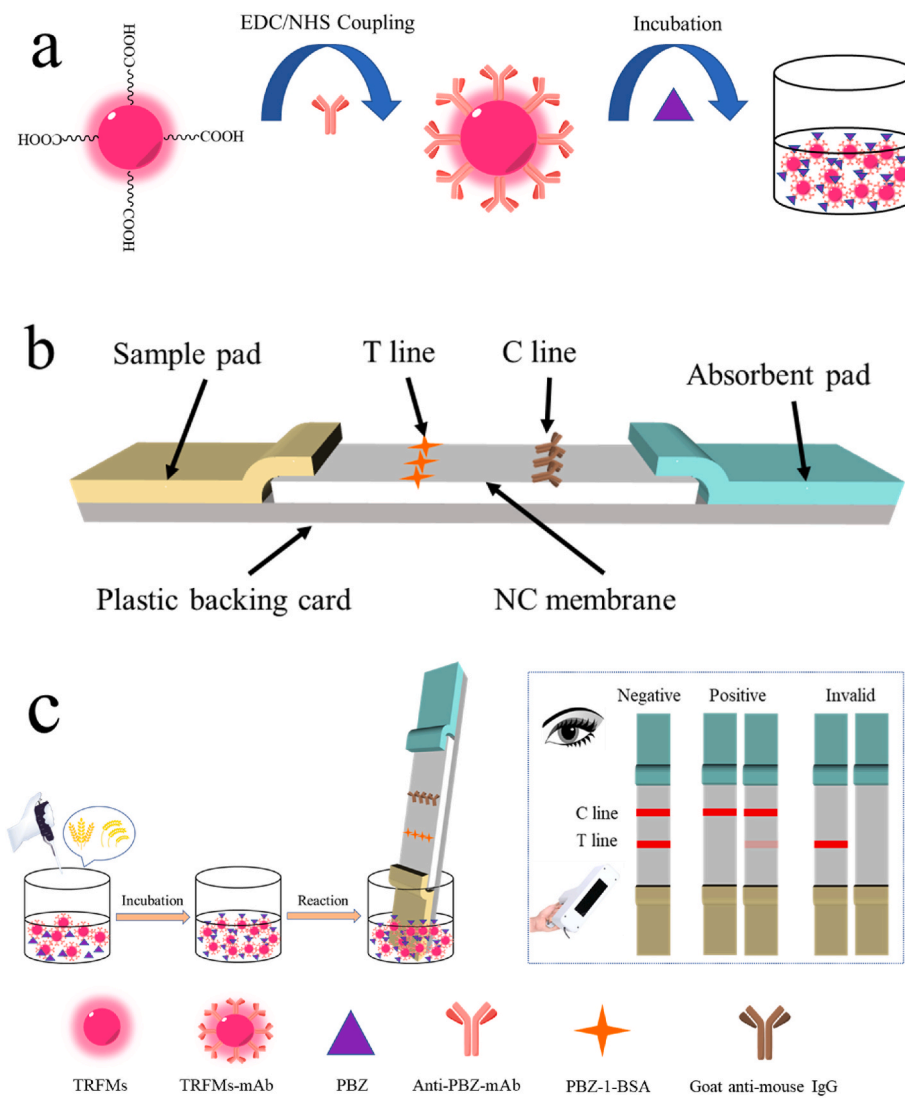 a
EDC/NHS Coupling
Incubation
COOH
HOOC
COOH
HOOC
b
Sample pad
T line
C line
Absorbent pad
Plastic backing card
NC membrane
c
Incubation
Reaction
Negative
Positive
Invalid
C line
T line
TRFMs
TRFMs-mAb
PBZ
Anti-PBZ-mAb
PBZ-1-BSA
Goat anti-mouse IgG